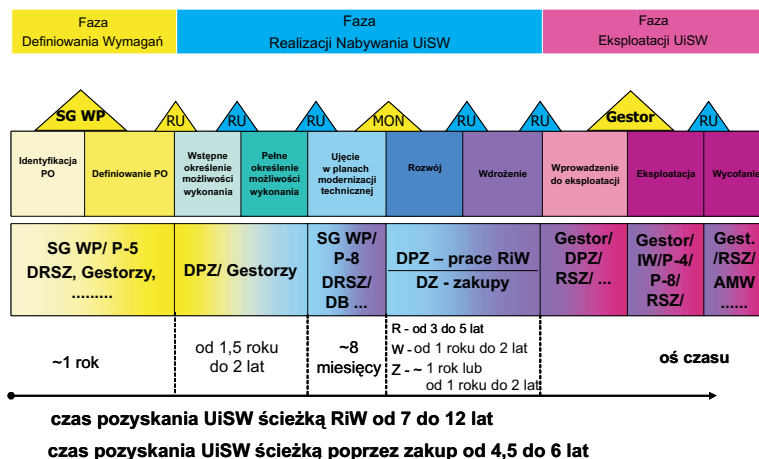 Faza
Definiowania Wymagań
Faza
Realizacji Nabywania UiSW
Faza
Eksploatacji UiSW
SG WP
RU
RU
RU
MON
RU
RU
Gestor
RU
Identyfikacja
PO
Definiowanie PO
Wstępne
określenie
możliwości
wykonania
Pełne
określenie
możliwości
wykonania
Ujęcie
w planach
modernizacji
technicznej
Rozwój
Wdrożenie
Wprowadzenie
do eksploatacji
Eksploatacja
Wycofanie
SG WP/ P-5
DRSZ, Gestorzy,
.........
DPZ/ Gestorzy
SG WP/
P-8
DRSZ/
DB ...
DPZ – prace RiW
DZ - zakupy
Gestor/
DPZ/
RSZ/ ...
Gestor/
IW/P-4/
P-8/
RSZ/
Gest.
/RSZ/
AMW
......
~1 rok
od 1,5 roku
do 2 lat
~8
miesięcy
R - od 3 do 5 lat
W - od 1 roku do 2 lat
Z - ~ 1 rok lub
od 1 roku do 2 lat
oś czasu
czas pozyskania UiSW ścieżką RiW od 7 do 12 lat
czas pozyskania UiSW ścieżką poprzez zakup od 4,5 do 6 lat